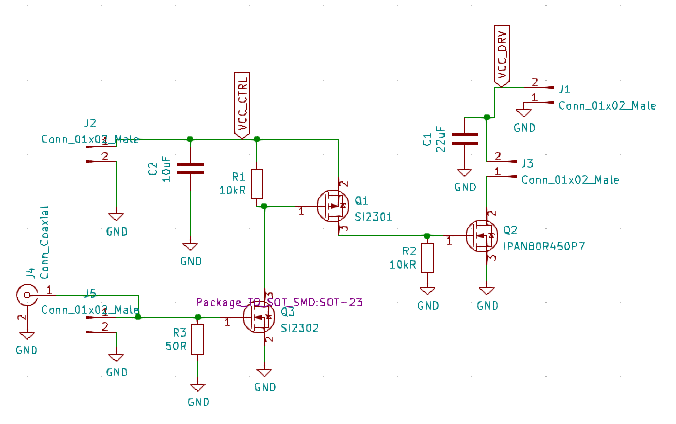 VCC_DRV
2
J1
1
Conn_01x02_Male
GND
VCC_CTRL
J2
Conn_01x02_Male
1
2
C2
10uF
R1
10kR
C1
22uF
GND
2
J3
1
Conn_01x02_Male
2
Q1
1
SI2301
3
GND
GND
2
Q2
1
IPAN80R450P7
3
R2
10kR
GND
GND
Conn_Coaxial
J4
1
2
GND
J5
Conn_01x02_Male
1
2
GND
Package_TO_SOT_SMD:SOT-23
3
Q3
1
SI2302
2
R3
50R
GND
GND